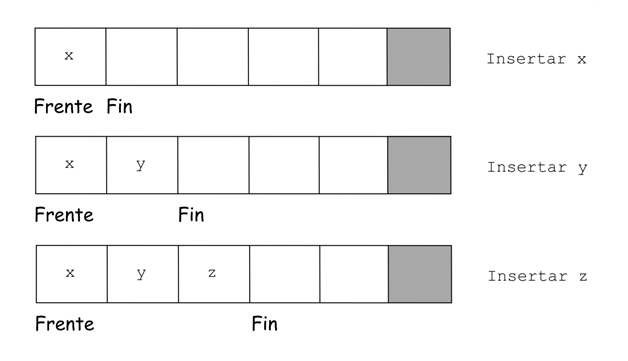 x Insertar x
Frente Fin
x y Insertar y
Frente Fin
x y z Insertar z
Frente Fin